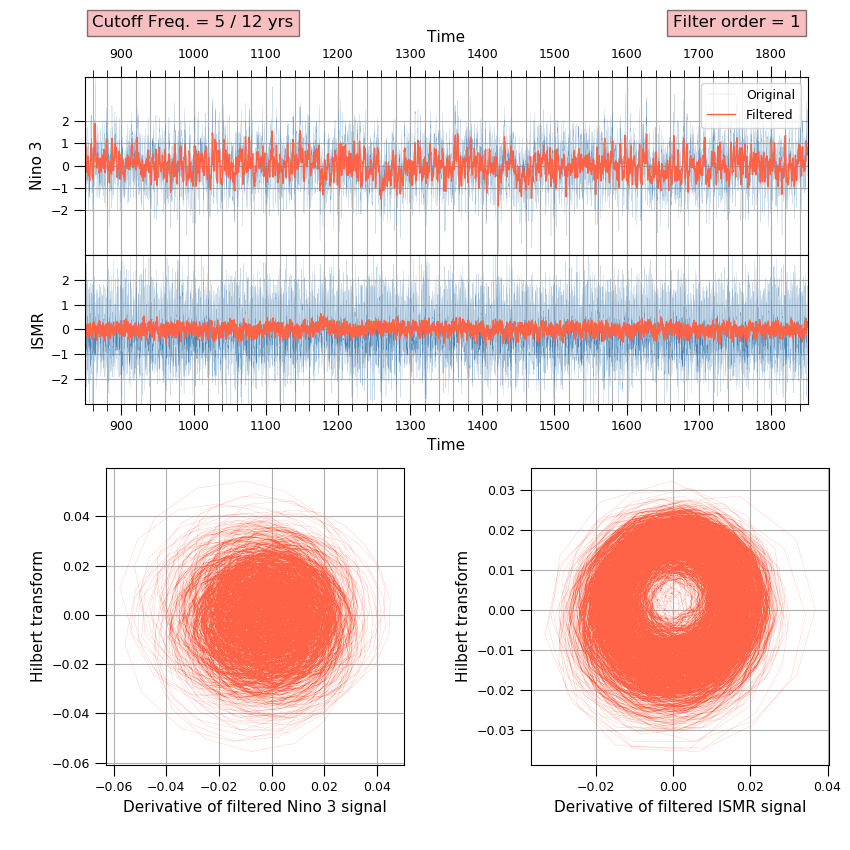 Cutoff Freq. = 5 / 12 yrs
Filter order = 1
Time
900 1000 1100 1200 1300 1400 1500 1600 1700 1800
Original
Filtered
Nino 3
2
1
0
−1
−2
ISMR
2
1
0
−1
−2
900 1000 1100 1200 1300 1400 1500 1600 1700 1800
Time
Hilbert transform
0.04
0.02
0.00
−0.02
−0.04
−0.06
−0.06 −0.04 −0.02 0.00 0.02 0.04
Derivative of filtered Nino 3 signal
Hilbert transform
0.03
0.02
0.01
0.00
−0.01
−0.02
−0.03
−0.02 0.00 0.02 0.04
Derivative of filtered ISMR signal